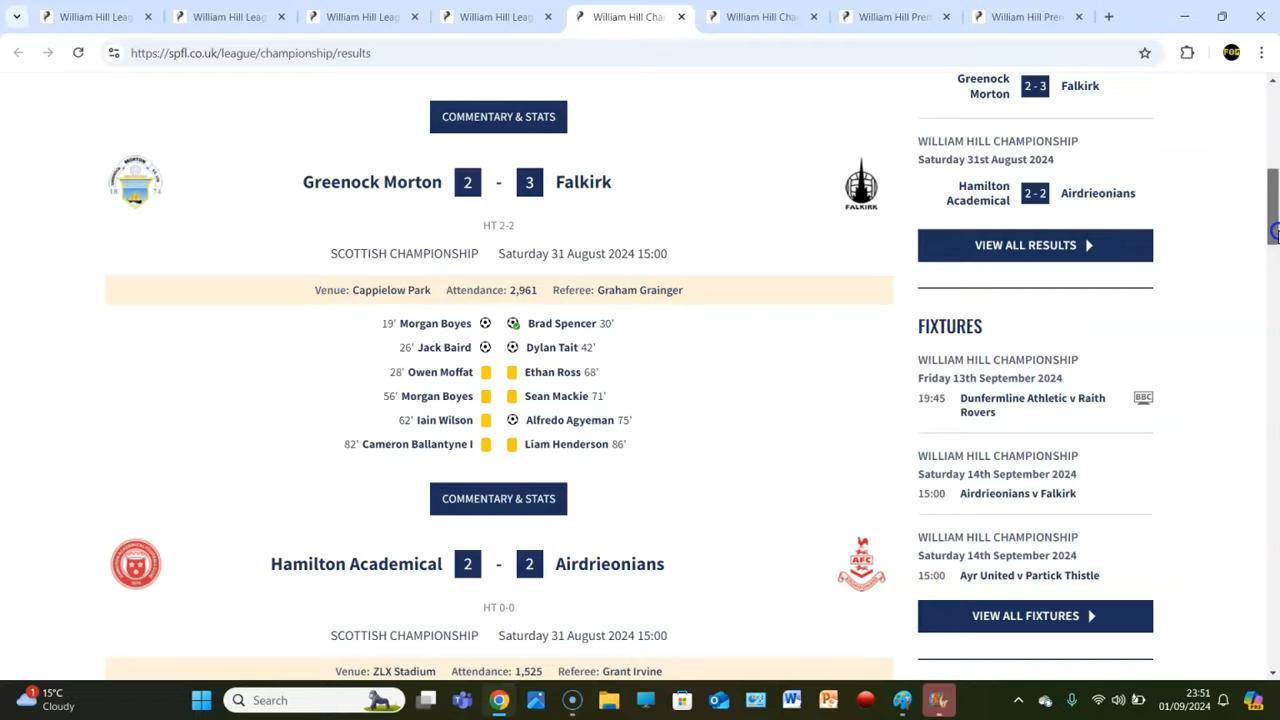 William Hill Leag
William Hill Leag
William Hill Leag
William Hill Leag
William Hill Cha
William Hill Cha
William Hill Prem
William Hill Prem
https://spfl.co.uk/league/championship/results
COMMENTARY & STATS
MORTON
18 74
Greenock Morton 2 - 3 Falkirk
FALKIRK
HT 2-2
SCOTTISH CHAMPIONSHIP Saturday 31 August 2024 15:00
Venue: Cappielow Park Attendance: 2,961 Referee: Graham Grainger
19' Morgan Boyes Brad Spencer 30'
26' Jack Baird Dylan Tait 42'
28' Owen Moffat Ethan Ross 68'
56' Morgan Boyes Sean Mackie 71'
62' Iain Wilson Alfredo Agyeman 75'
82' Cameron Ballantyne I Liam Henderson 86'
COMMENTARY & STATS
Hamilton Academical 2 - 2 Airdrieonians
AFC
HT 0-0
SCOTTISH CHAMPIONSHIP Saturday 31 August 2024 15:00
Venue: ZLX Stadium Attendance: 1,525 Referee: Grant Irvine
Greenock
Morton 2 - 3 Falkirk
WILLIAM HILL CHAMPIONSHIP
Saturday 31st August 2024
Hamilton
Academical 2 - 2 Airdrieonians
VIEW ALL RESULTS
FIXTURES
WILLIAM HILL CHAMPIONSHIP
Friday 13th September 2024
19:45 Dunfermline Athletic v Raith
Rovers
BBC
WILLIAM HILL CHAMPIONSHIP
Saturday 14th September 2024
15:00 Airdrieonians v Falkirk
WILLIAM HILL CHAMPIONSHIP
Saturday 14th September 2024
15:00 Ayr United v Partick Thistle
VIEW ALL FIXTURES
1
15°C
Cloudy
Search
23:51
01/09/2024